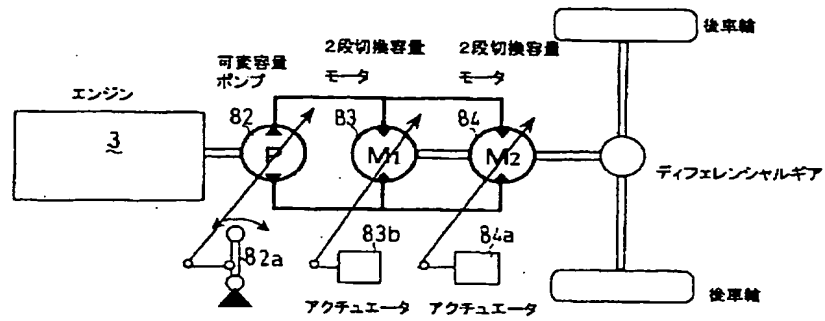 後車輪
2段切換容量
モータ
2段切換容量
モータ
可変容量
ポンプ
エンジン
82
83
84
3
P
M1
M2
ディフェレンシャルギア
82a
83b
84a
アクチュエータ
アクチュエータ
後車輪